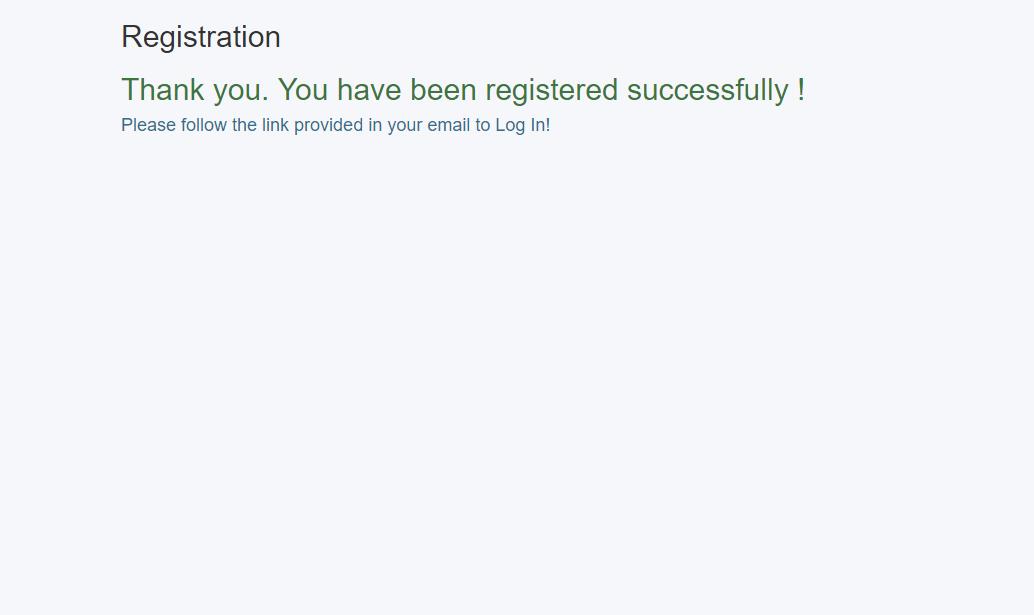 Registration
Thank you. You have been registered successfully !
Please follow the link provided in your email to Log In!